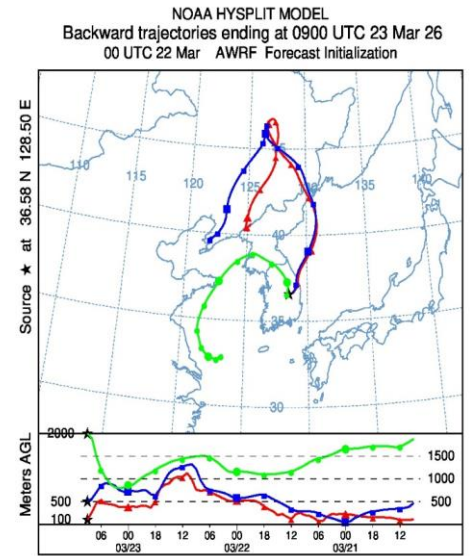 NOAA HYSPLIT MODEL
Backward trajectories ending at 0900 UTC 23 Mar 26
00 UTC 22 Mar AWRF Forecast Initialization
Source ★ at 36.58 N 128.50 E
110
115
120
125
130
135
140
45
40
35
30
Meters AGL
2000
500
100
1500
1000
500
06 00 18 12 06 00 18 12 06 00 18 12
03/23 03/22 03/21